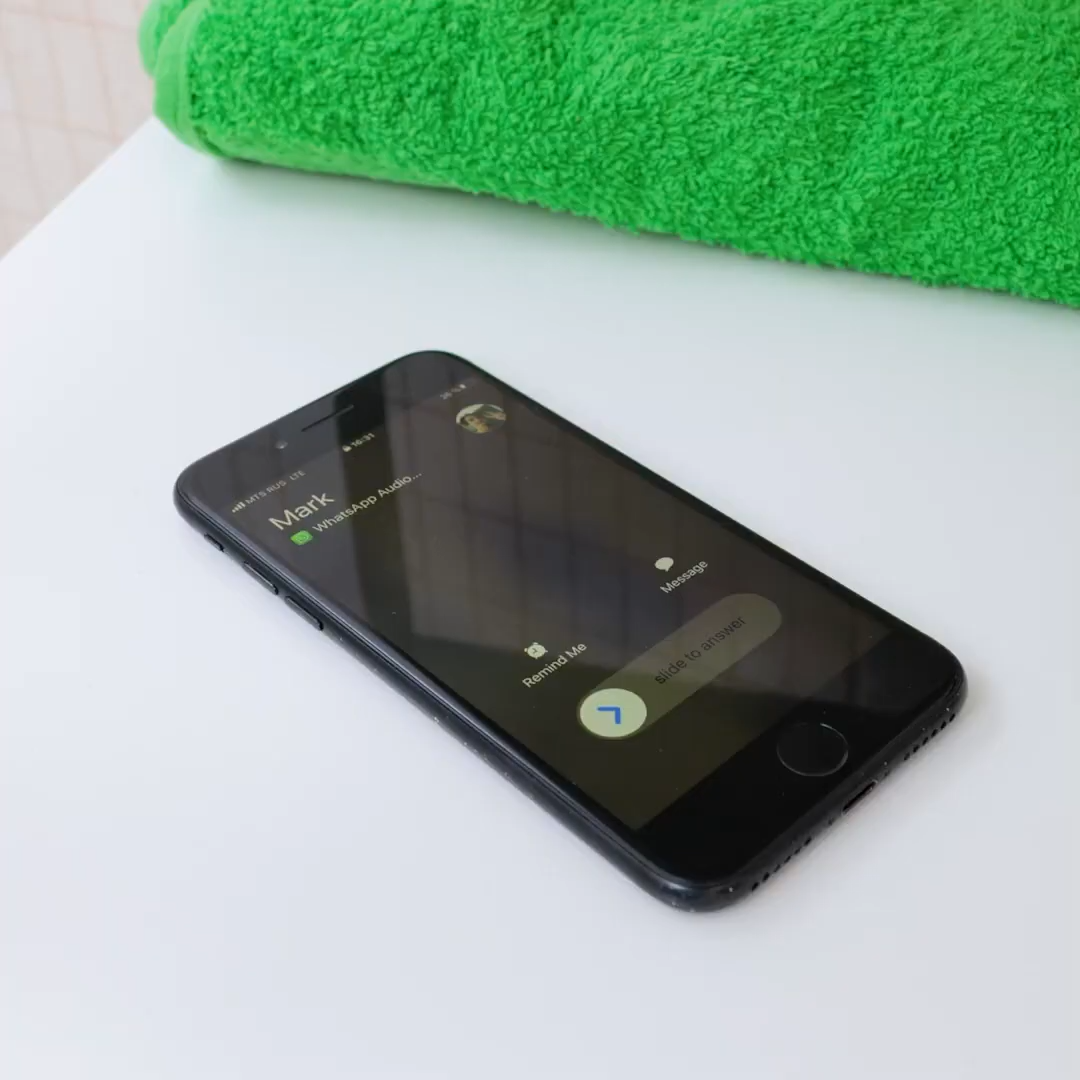 MTS RUS LTE
16:31
Mark
WhatsApp Audio...
Message
Remind Me
slide to answer